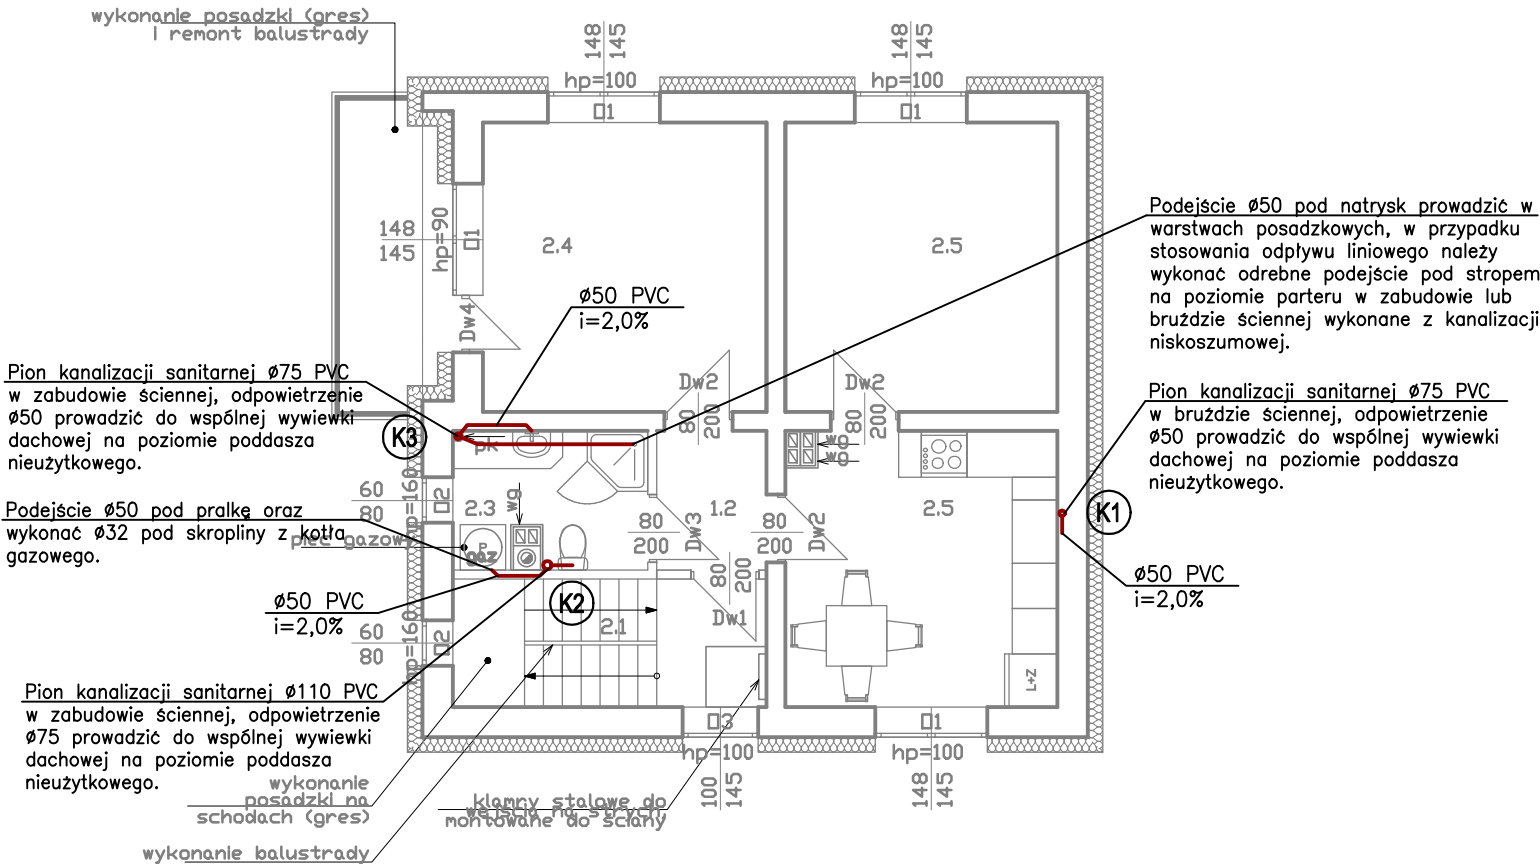 wykonanie posadzki (gres)
i remont balustrady
148
145
hp=100
O1
148
145
hp=100
O1
148
145
hp=90
O1
2.4
2.5
Podejście ø50 pod natrysk prowadzić w
warstwach posadzkowych, w przypadku
stosowania odpływu liniowego należy
wykonać odrebne podejście pod stropem
na poziomie parteru w zabudowie lub
bruździe ściennej wykonane z kanalizacji
niskoszumowej.
ø50 PVC
i=2,0%
Dw4
Pion kanalizacji sanitarnej ø75 PVC
w zabudowie ściennej, odpowietrzenie
ø50 prowadzić do wspólnej wywiewki
dachowej na poziomie poddasza
nieużytkowego.
K3
Dw2
80
200
Dw2
80
200
Pion kanalizacji sanitarnej ø75 PVC
w bruździe ściennej, odpowietrzenie
ø50 prowadzić do wspólnej wywiewki
dachowej na poziomie poddasza
nieużytkowego.
pk
wo
wo
60
80
hp=160
O2
2.3
wg
1.2
2.5
K1
Podejście ø50 pod pralkę oraz
wykonać ø32 pod skropliny z kotła
gazowego.
piec gazowy
P
gaz
80
200
Dw3
80
200
Dw2
80
200
Dw1
ø50 PVC
i=2,0%
ø50 PVC
i=2,0%
K2
2.1
60
80
hp=160
O2
L+Z
Pion kanalizacji sanitarnej ø110 PVC
w zabudowie ściennej, odpowietrzenie
ø75 prowadzić do wspólnej wywiewki
dachowej na poziomie poddasza
nieużytkowego.
O3
hp=100
100
145
O1
hp=100
148
145
wykonanie
posadzki na
schodach (gres)
klamry stalowe do
wejścia na strych,
montowane do ściany
wykonanie balustrady